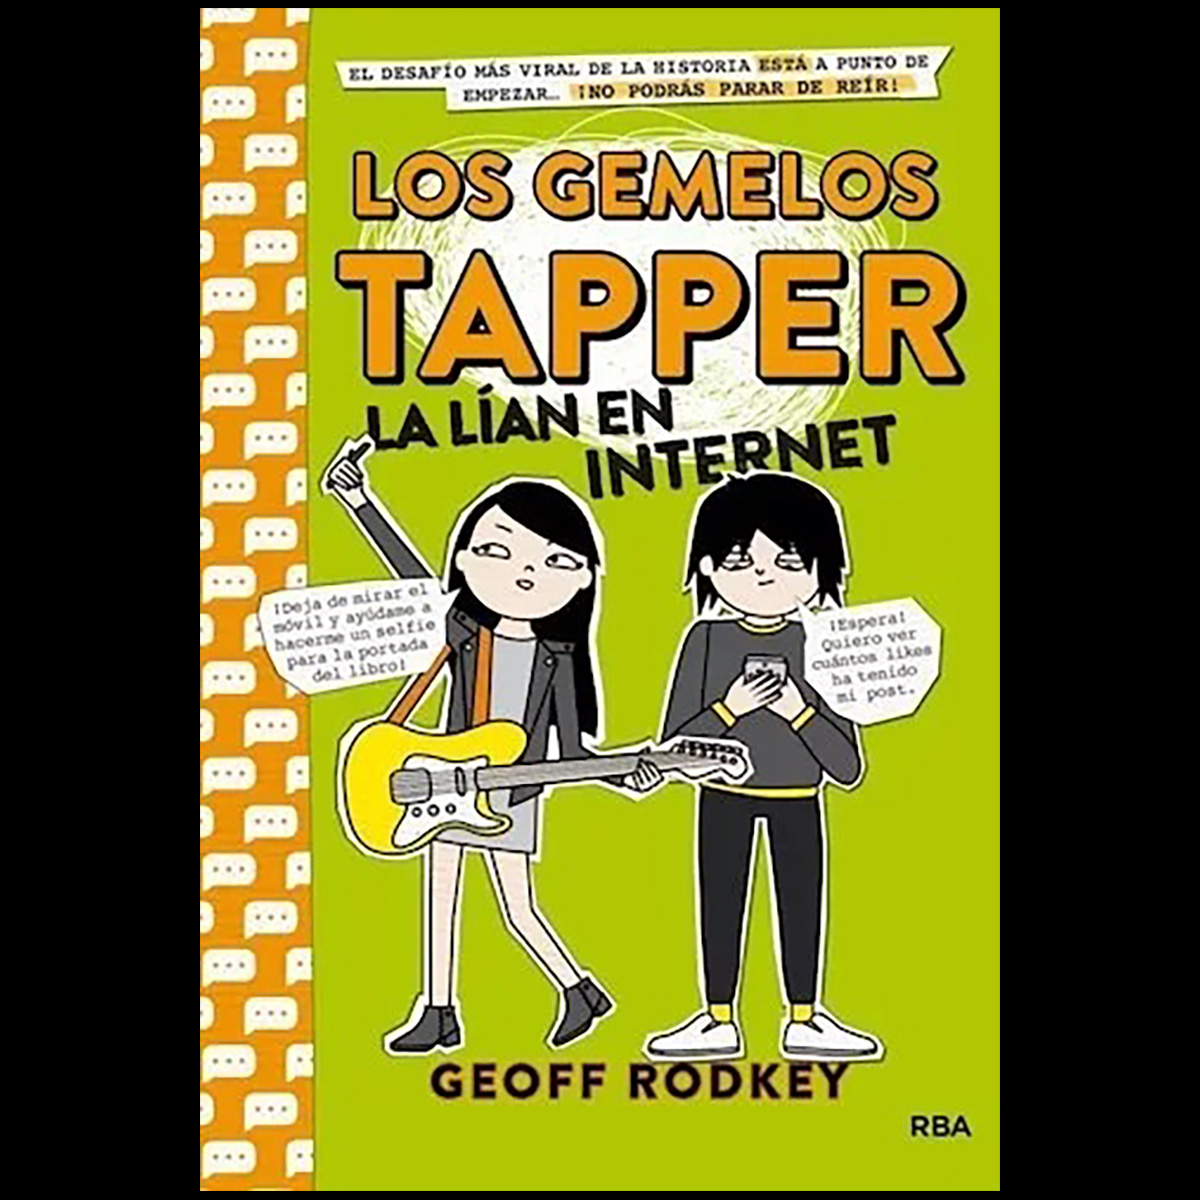 EL DESAFÍO MÁS VIRAL DE LA HISTORIA ESTÁ A PUNTO DE
EMPEZAR... ¡NO PODRÁS PARAR DE REÍR!
LOS GEMELOS
TAPPER
LA LÍAN EN
INTERNET
¡Deja de mirar el
móvil y ayúdame a
hacerme un selfie
para la portada
del libro!
¡Espera!
Quiero ver
cuántos likes
ha tenido
mi post.
GEOFF RODKEY
RBA